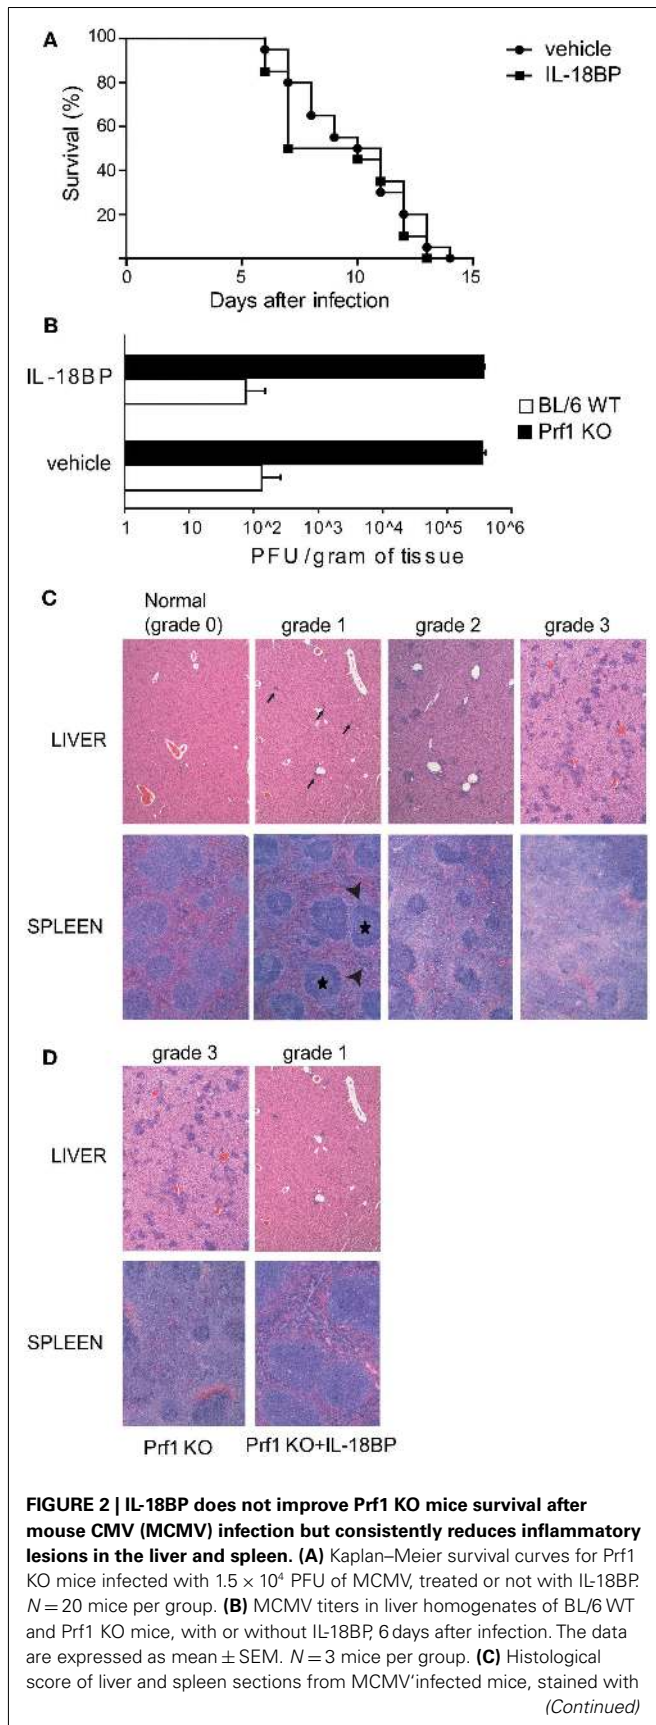 A
100
80
60
40
20
Survival (%)
vehicle
IL-18BP
0
5
10
15
Days after infection
B
IL-18BP
vehicle
BL/6 WT
Prf1 KO
1
10
10^2
10^3
10^4
10^5
10^6
PFU/gram of tissue
C
Normal
(grade 0)
grade 1
grade 2
grade 3
LIVER
SPLEEN
D
grade 3
grade 1
LIVER
SPLEEN
Prf1 KO
Prf1 KO+IL-18BP
FIGURE 2 | IL-18BP does not improve Prf1 KO mice survival after
mouse CMV (MCMV) infection but consistently reduces inflammatory
lesions in the liver and spleen. (A) Kaplan–Meier survival curves for Prf1
KO mice infected with 1.5 × 10⁴ PFU of MCMV, treated or not with IL-18BP.
N = 20 mice per group. (B) MCMV titers in liver homogenates of BL/6 WT
and Prf1 KO mice, with or without IL-18BP, 6 days after infection. The data
are expressed as mean ± SEM. N = 3 mice per group. (C) Histological
score of liver and spleen sections from MCMV'infected mice, stained with
(Continued)